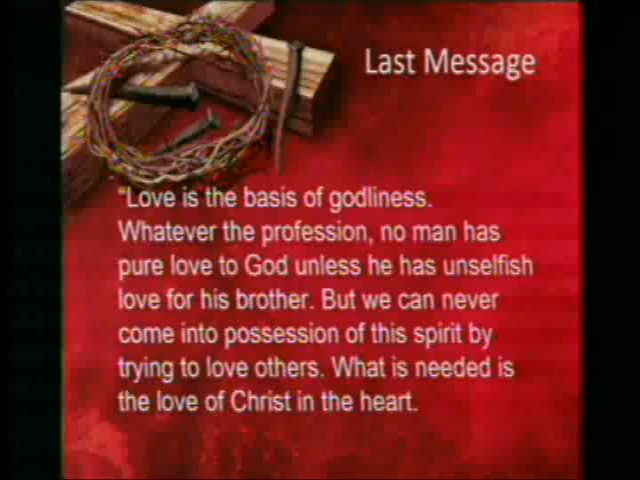 Last Message
“Love is the basis of godliness.
Whatever the profession, no man has
pure love to God unless he has unselfish
love for his brother. But we can never
come into possession of this spirit by
trying to love others. What is needed is
the love of Christ in the heart.